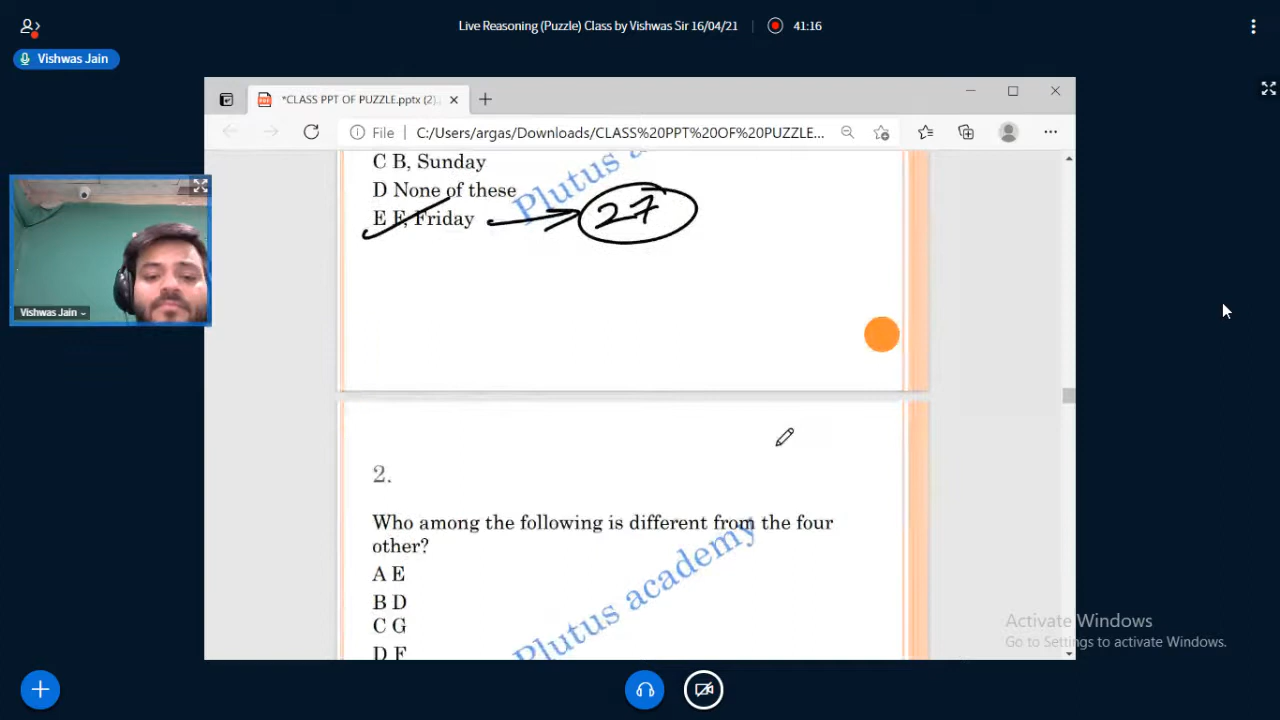 Live Reasoning (Puzzle) Class by Vishwas Sir 16/04/21
41:16
Vishwas Jain
*CLASS PPT OF PUZZLE.pptx (2).
File
C:/Users/argas/Downloads/CLASS%20PPT%20OF%20PUZZLE...
C B, Sunday
D None of these
E E, Friday
27
Plutus a
Vishwas Jain
2.
Who among the following is different from the four
other?
A E
B D
C G
D F
Plutus academy
Activate Windows
Go to Settings to activate Windows.